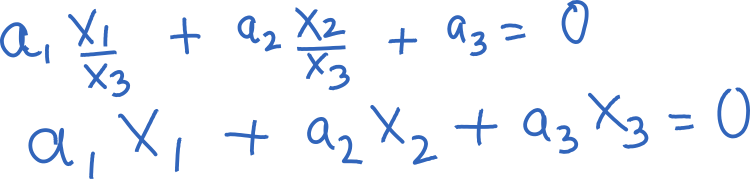 a₁ x₁/x₃ + a₂ x₂/x₃ + a₃ = 0
a₁ x₁ + a₂ x₂ + a₃ x₃ = 0